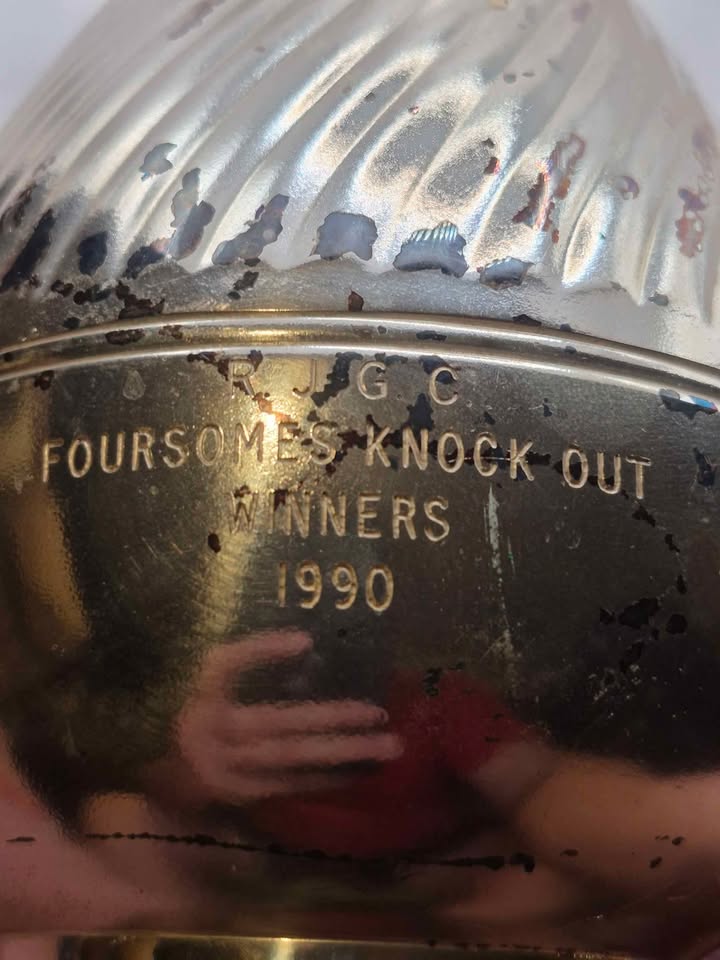 R J G C
FOURSOMES KNOCK OUT
WINNERS
1990